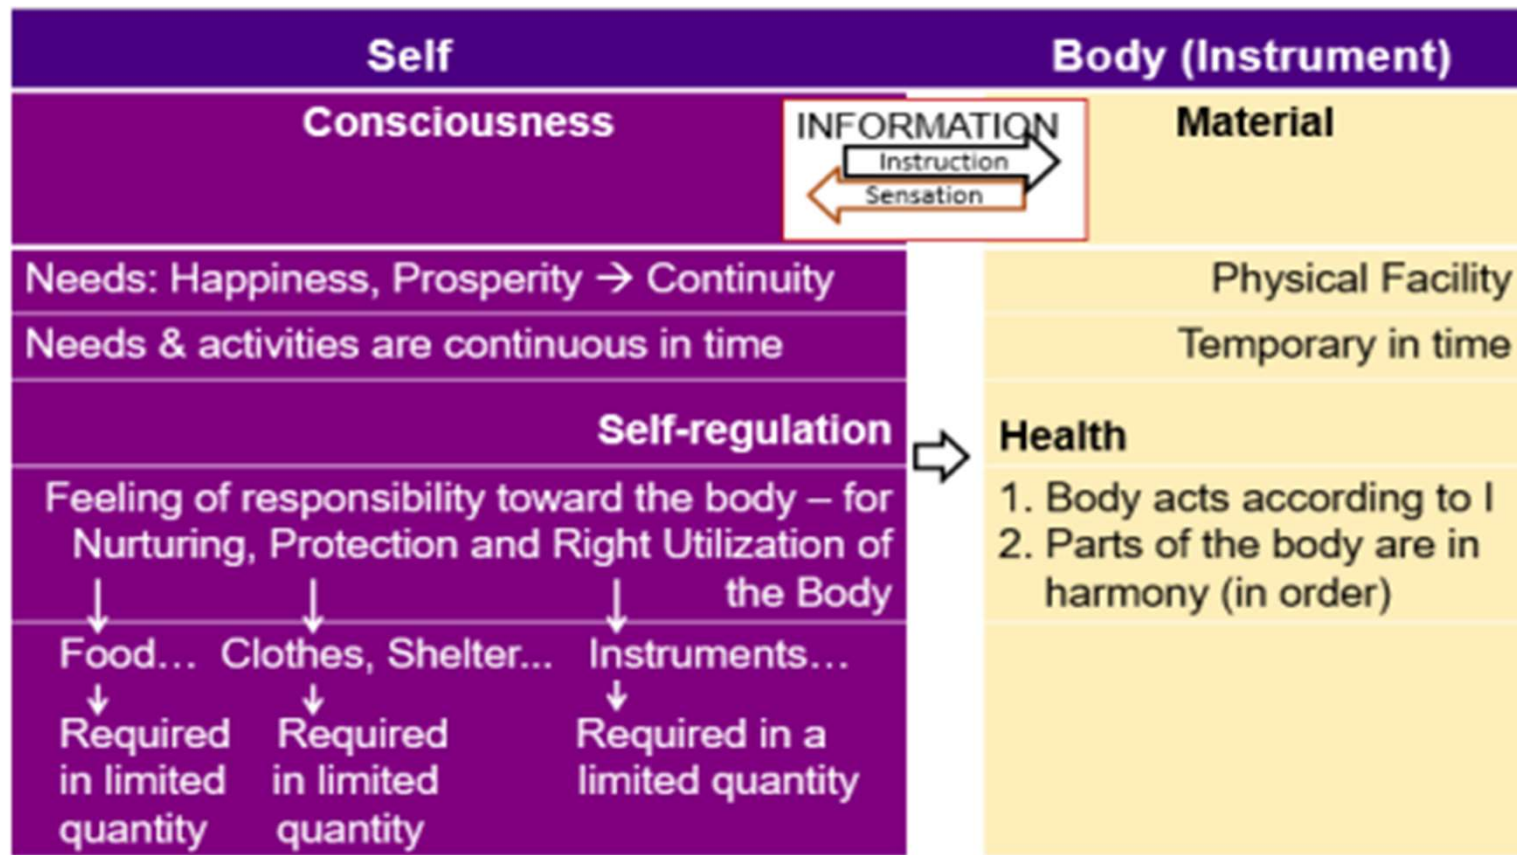 Self
Body (Instrument)
Consciousness
INFORMATION
Instruction
Sensation
Material
Needs: Happiness, Prosperity → Continuity
Physical Facility
Needs & activities are continuous in time
Temporary in time
Self-regulation
Health
Feeling of responsibility toward the body – for
Nurturing, Protection and Right Utilization of
the Body
1. Body acts according to I
2. Parts of the body are in
harmony (in order)
Food...
Clothes, Shelter...
Instruments...
Required
in limited
quantity
Required
in limited
quantity
Required in a
limited quantity